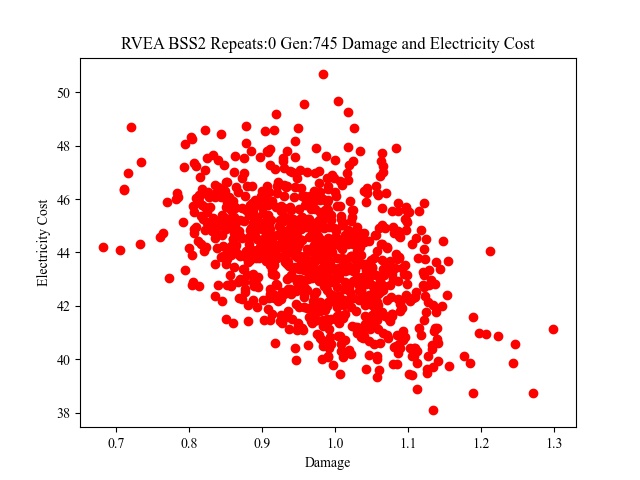 RVEA BSS2 Repeats:0 Gen:745 Damage and Electricity Cost
50
48
46
44
42
40
38
Electricity Cost
0.7 0.8 0.9 1.0 1.1 1.2 1.3
Damage